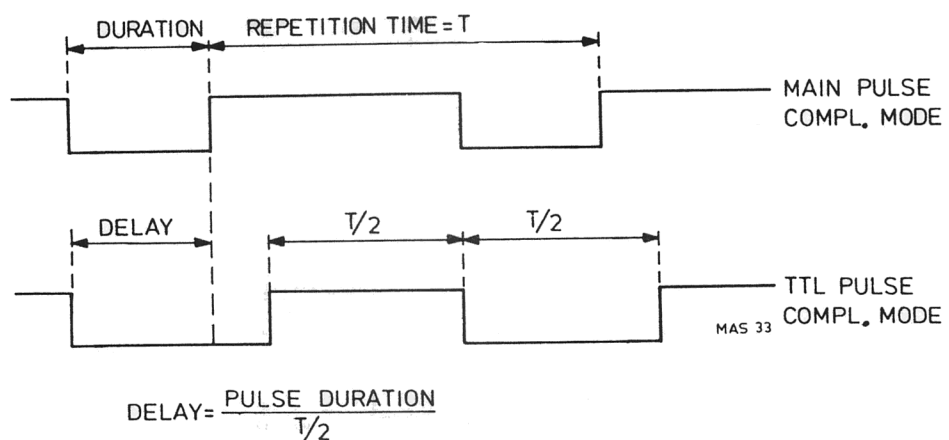 DURATION
REPETITION TIME=T
MAIN PULSE
COMPL. MODE
DELAY
T/2
T/2
TTL PULSE
COMPL. MODE
MAS 33
DELAY= PULSE DURATION
T/2